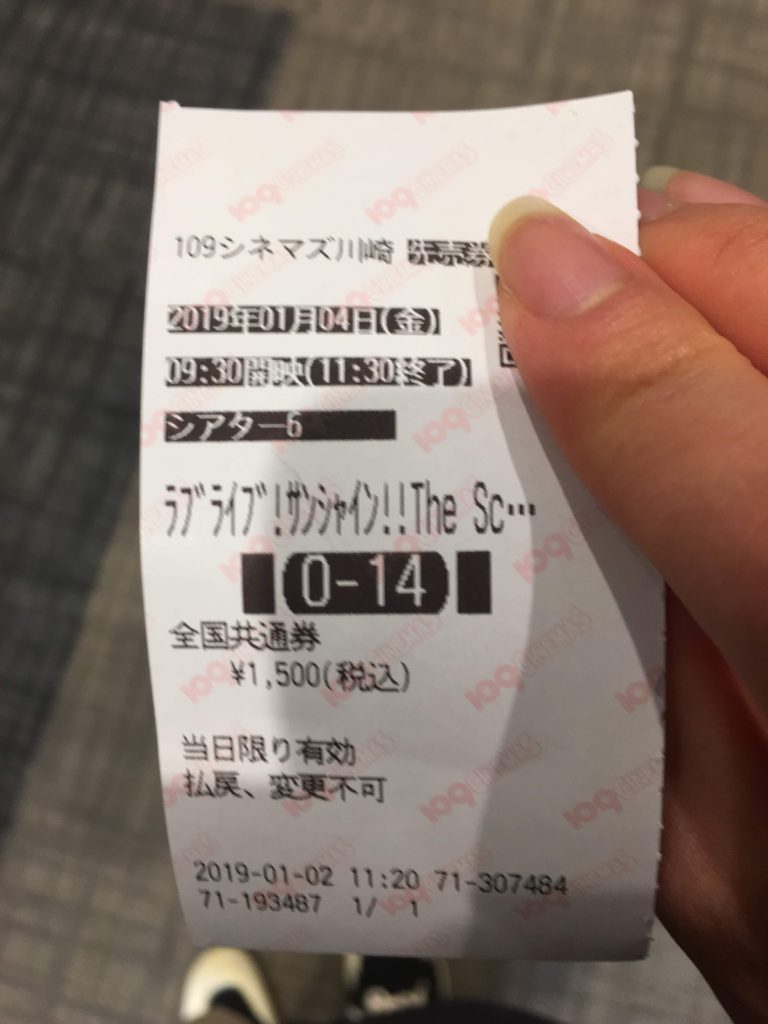 109シネマズ川崎
2019年01月04日(金)
09:30開映(11:30終了)
シアター6
ﾗﾌﾞﾗｲﾌﾞ!ｻﾝｼｬｲﾝ!!The Sc…
O-14
全国共通券
¥1,500(税込)
当日限り有効
払戻、変更不可
2019-01-02 11:20 71-307484
71-193487 1/ 1
109CINEMAS